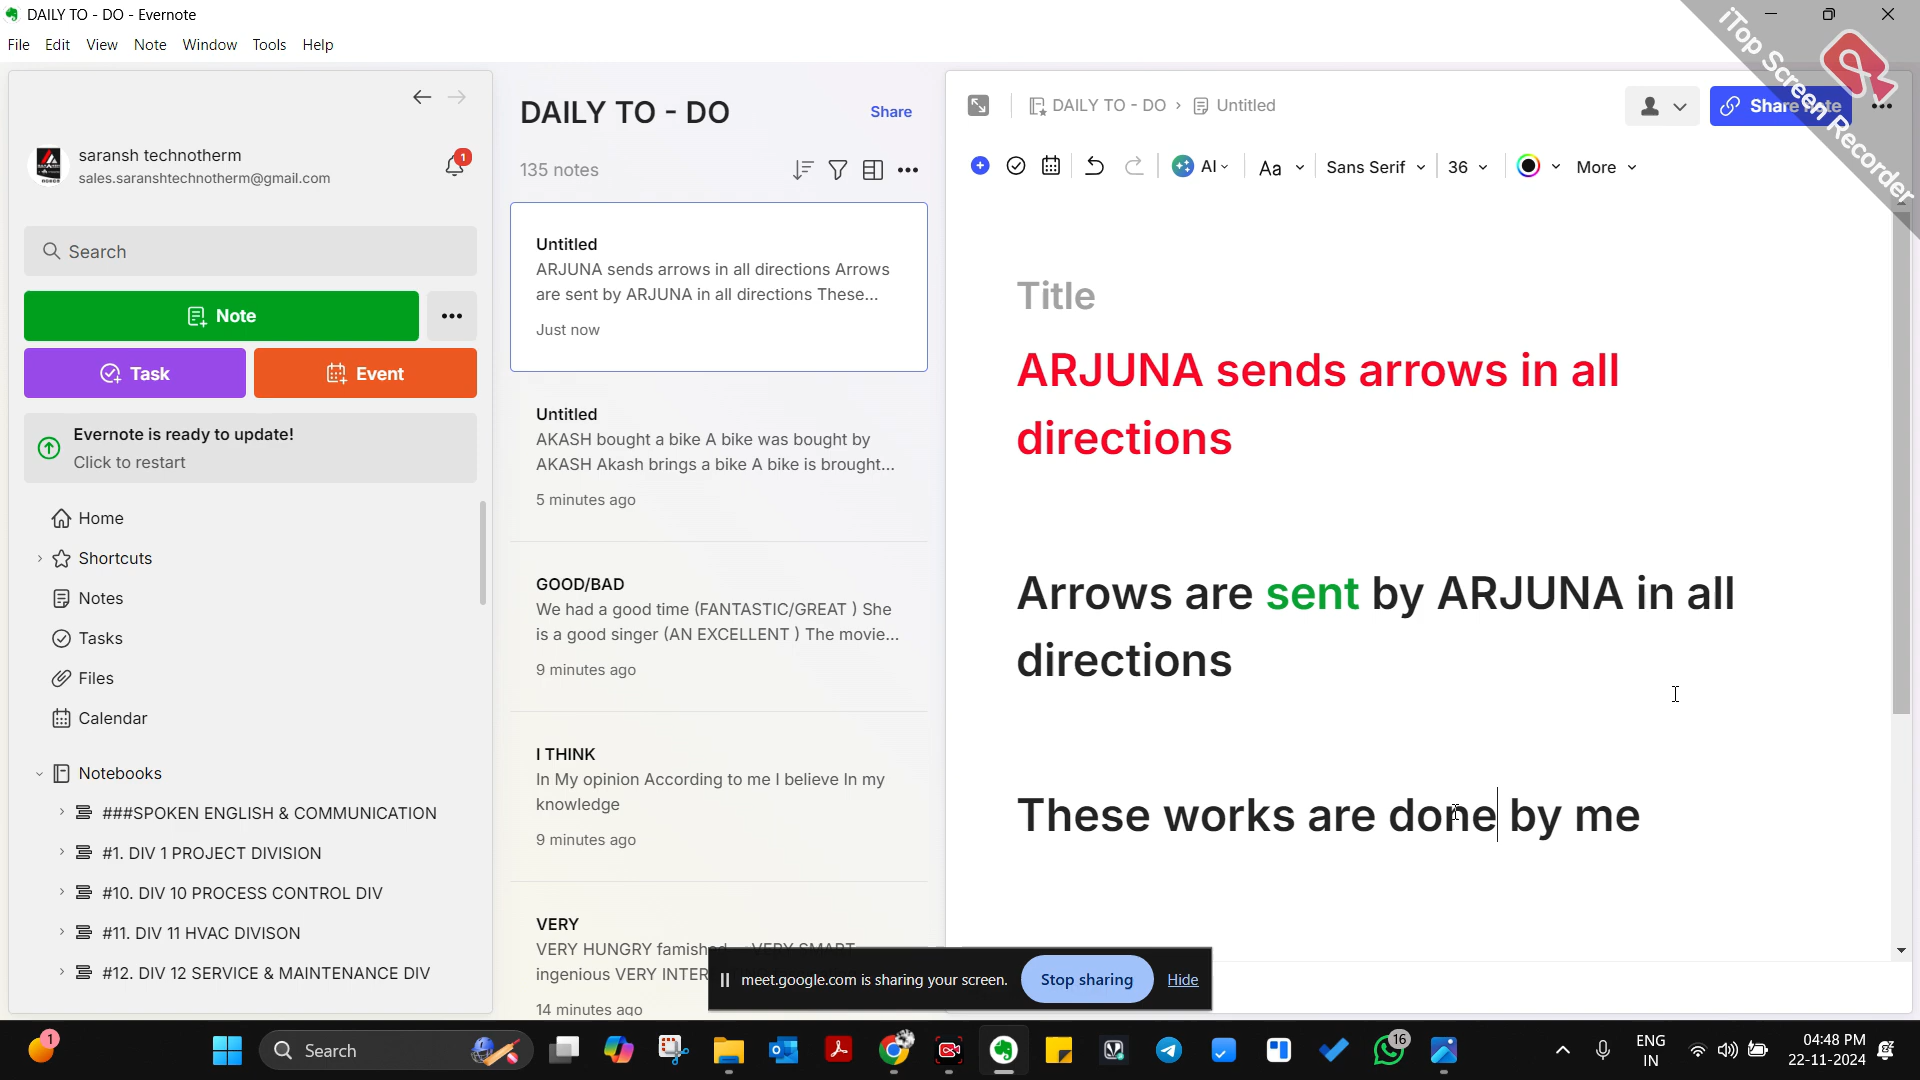 DAILY TO - DO - Evernote
File Edit View Note Window Tools Help
iTop Screen Recorder
saransh technotherm
sales.saranshtechnotherm@gmail.com
1
Search
Note
Task
Event
Evernote is ready to update!
Click to restart
Home
Shortcuts
Notes
Tasks
Files
Calendar
Notebooks
###SPOKEN ENGLISH & COMMUNICATION
#1. DIV 1 PROJECT DIVISION
#10. DIV 10 PROCESS CONTROL DIV
#11. DIV 11 HVAC DIVISON
#12. DIV 12 SERVICE & MAINTENANCE DIV
DAILY TO - DO
Share
135 notes
Untitled
ARJUNA sends arrows in all directions Arrows
are sent by ARJUNA in all directions These...
Just now
Untitled
AKASH bought a bike A bike was bought by
AKASH Akash brings a bike A bike is brought...
5 minutes ago
GOOD/BAD
We had a good time (FANTASTIC/GREAT ) She
is a good singer (AN EXCELLENT ) The movie...
9 minutes ago
I THINK
In My opinion According to me I believe In my
knowledge
9 minutes ago
VERY
VERY HUNGRY famished VERY SMART
ingenious VERY INTER
14 minutes ago
DAILY TO - DO › Untitled
Share note
AI Aa Sans Serif 36 More
Title
ARJUNA sends arrows in all
directions
Arrows are sent by ARJUNA in all
directions
These works are done by me
meet.google.com is sharing your screen. Stop sharing Hide
1
Search
16
ENG
IN
04:48 PM
22-11-2024